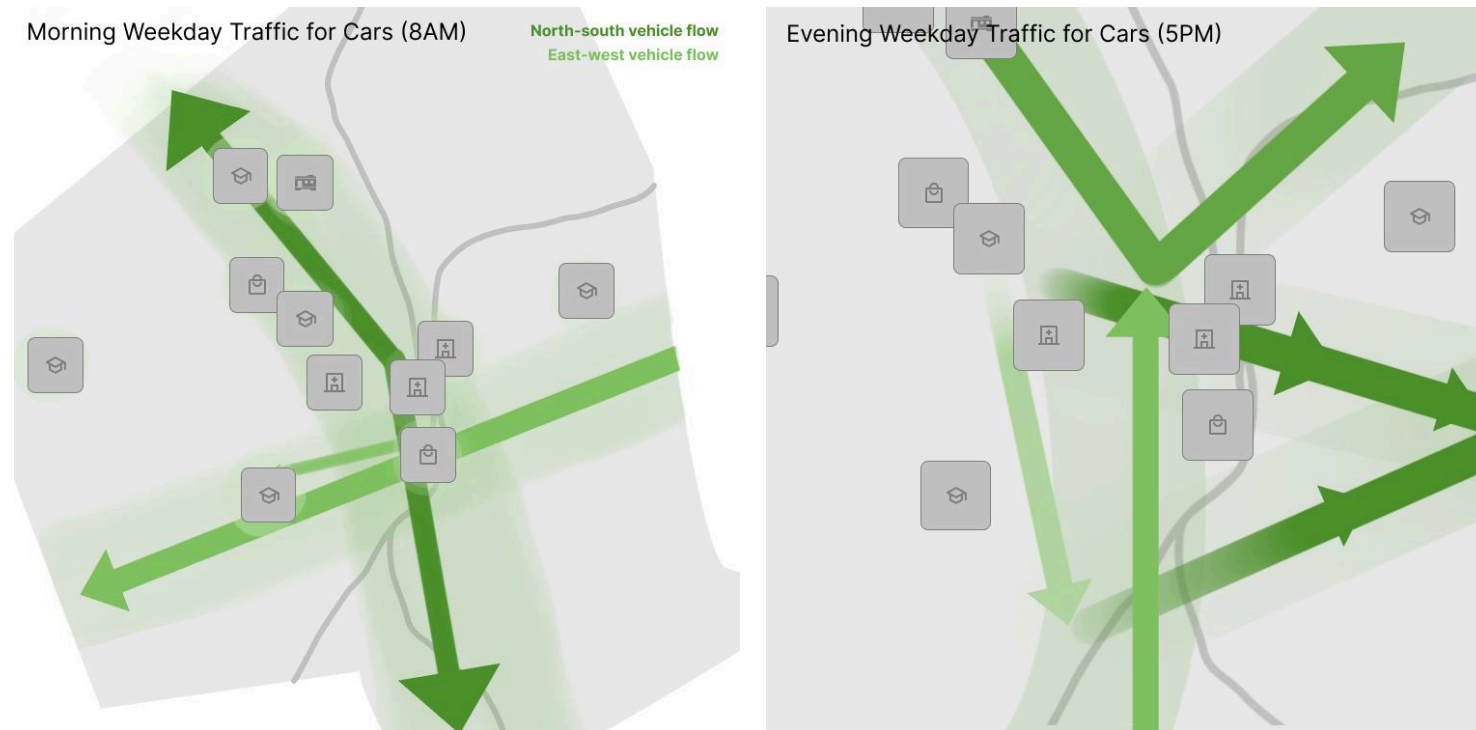 Morning Weekday Traffic for Cars (8AM)
North-south vehicle flow
East-west vehicle flow
Evening Weekday Traffic for Cars (5PM)